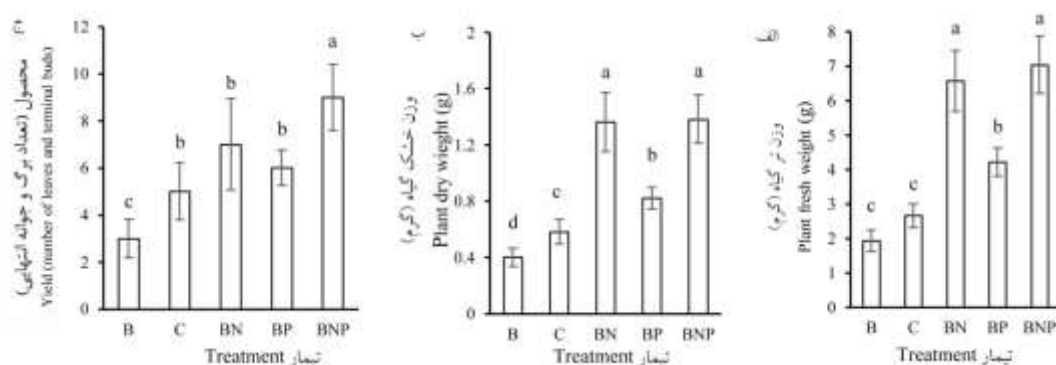 محصول (تعداد برگ و جوانه انتهایی)
Yield (number of leaves and terminal buds)
12
10
8
6
4
2
0
c
b
b
b
a
B
C
BN
BP
BNP
Treatment تیمار
وزن خشک گیاه (گرم)
Plant dry wieght (g)
2
1.6
1.2
0.8
0.4
0
d
c
a
b
a
B
C
BN
BP
BNP
Treatment تیمار
وزن تر گیاه (گرم)
Plant fresh weight (g)
8
7
6
5
4
3
2
1
0
c
c
a
b
a
B
C
BN
BP
BNP
Treatment تیمار